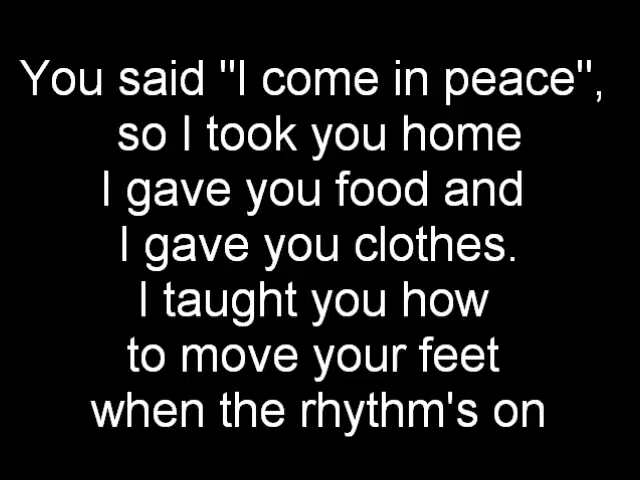 You said "I come in peace",
so I took you home
I gave you food and
I gave you clothes.
I taught you how
to move your feet
when the rhythm's on